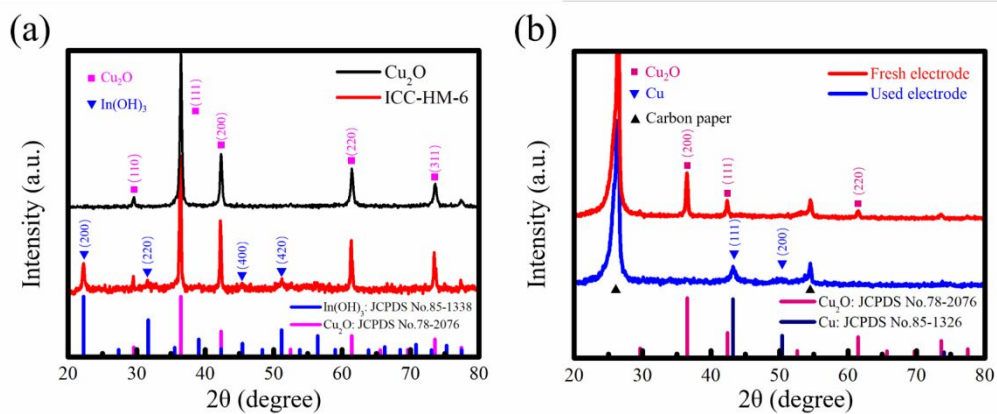 (a)
Intensity (a.u.)
Cu₂O
In(OH)₃
Cu₂O
ICC-HM-6
(110)
(111)
(200)
(220)
(311)
(200)
(220)
(400)
(420)
In(OH)₃: JCPDS No.85-1338
Cu₂O: JCPDS No.78-2076
20 30 40 50 60 70 80
2θ (degree)
(b)
Intensity (a.u.)
Cu₂O
Cu
Carbon paper
Fresh electrode
Used electrode
(200)
(111)
(220)
(111)
(200)
Cu₂O: JCPDS No.78-2076
Cu: JCPDS No.85-1326
20 30 40 50 60 70 80
2θ (degree)